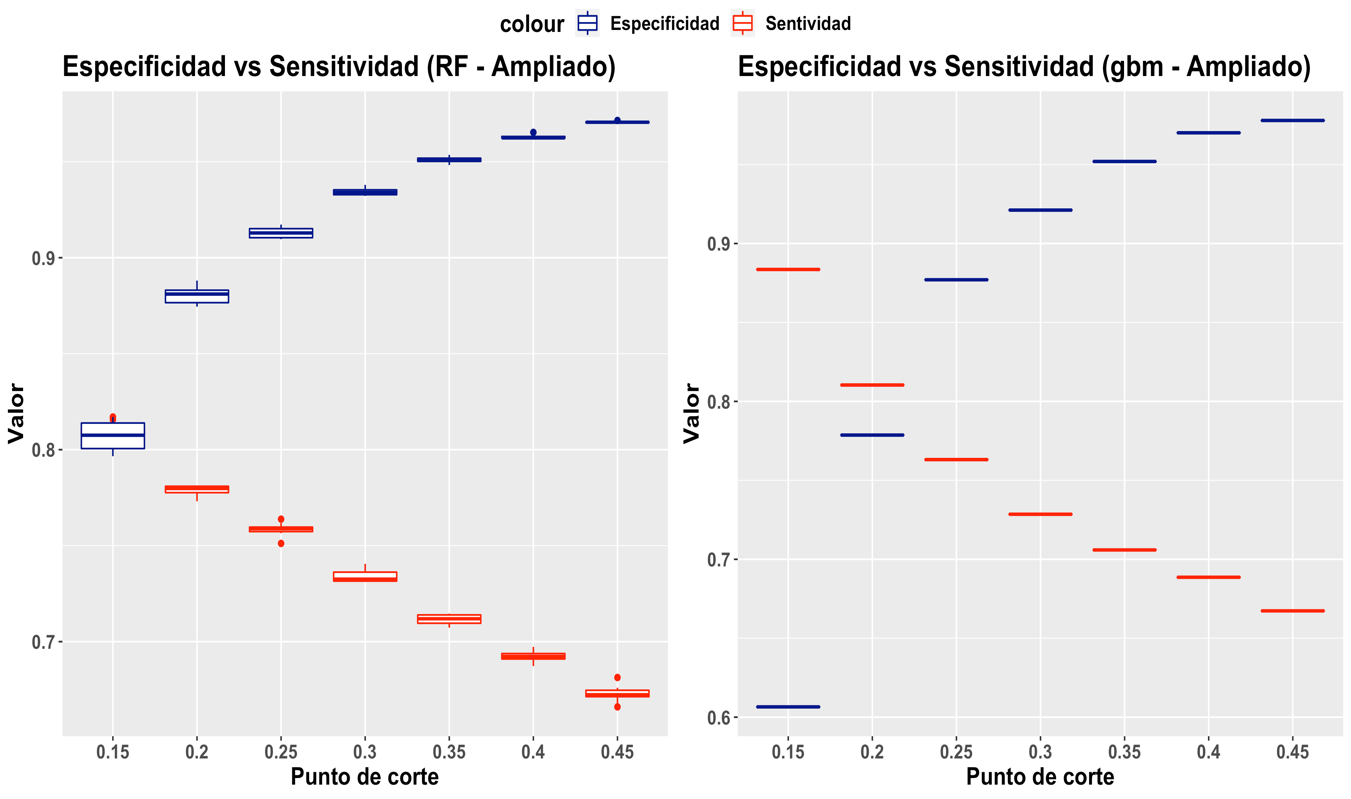 colour Especificidad Sentividad
Especificidad vs Sensitividad (RF - Ampliado)
Valor
0.9
0.8
0.7
0.15 0.2 0.25 0.3 0.35 0.4 0.45
Punto de corte
Especificidad vs Sensitividad (gbm - Ampliado)
Valor
0.9
0.8
0.7
0.6
0.15 0.2 0.25 0.3 0.35 0.4 0.45
Punto de corte